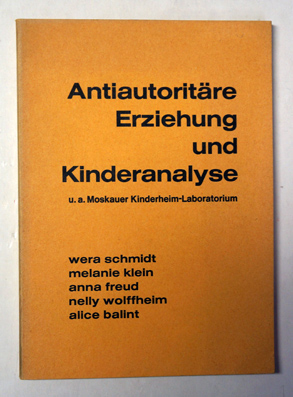 Antiautoritäre
Erziehung
und
Kinderanalyse
u. a. Moskauer Kinderheim-Laboratorium
wera schmidt
melanie klein
anna freud
nelly wolffheim
alice balint